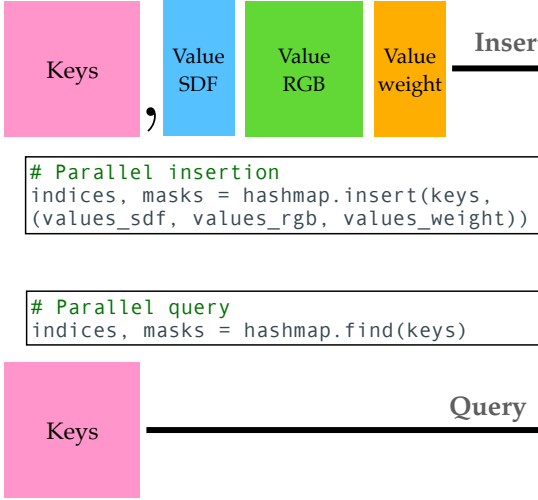 Keys
,
Value
SDF
Value
RGB
Value
weight
Inser
# Parallel insertion
indices, masks = hashmap.insert(keys,
(values_sdf, values_rgb, values_weight))
# Parallel query
indices, masks = hashmap.find(keys)
Keys
Query